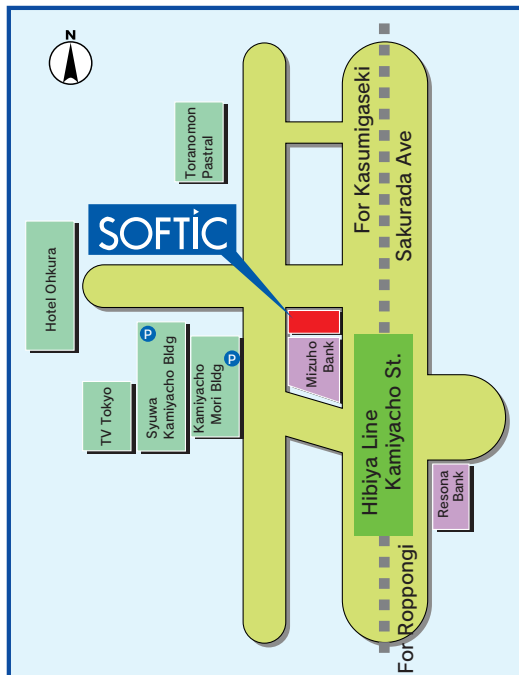 N
Toranomon
Pastral
For Kasumigaseki
Sakurada Ave
SOFTIC
Hotel Ohkura
P
Syuwa
Kamiyacho Bldg
P
Kamiyacho
Mori Bldg
TV Tokyo
Mizuho
Bank
Hibiya Line
Kamiyacho St.
Resona
Bank
For Roppongi